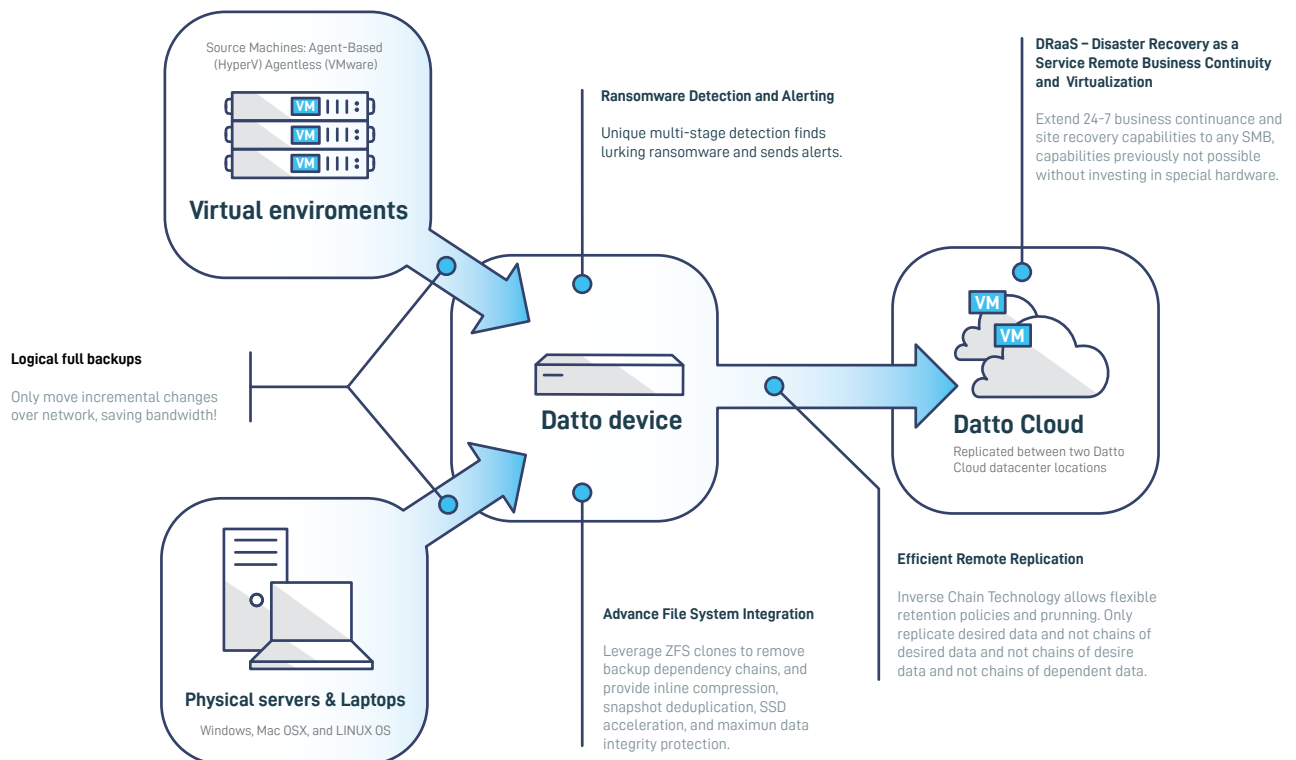 Source Machines: Agent-Based
(HyperV) Agentless (VMware)
VM
VM
VM
Virtual enviroments
Ransomware Detection and Alerting
Unique multi-stage detection finds
lurking ransomware and sends alerts.
DRaaS – Disaster Recovery as a
Service Remote Business Continuity
and Virtualization
Extend 24-7 business continuance and
site recovery capabilities to any SMB,
capabilities previously not possible
without investing in special hardware.
Logical full backups
Only move incremental changes
over network, saving bandwidth!
Datto device
VM
VM
Datto Cloud
Replicated between two Datto
Cloud datacenter locations
Physical servers & Laptops
Windows, Mac OSX, and LINUX OS
Advance File System Integration
Leverage ZFS clones to remove
backup dependency chains, and
provide inline compression,
snapshot deduplication, SSD
acceleration, and maximun data
integrity protection.
Efficient Remote Replication
Inverse Chain Technology allows flexible
retention policies and prunning. Only
replicate desired data and not chains of
desired data and not chains of desire
data and not chains of dependent data.